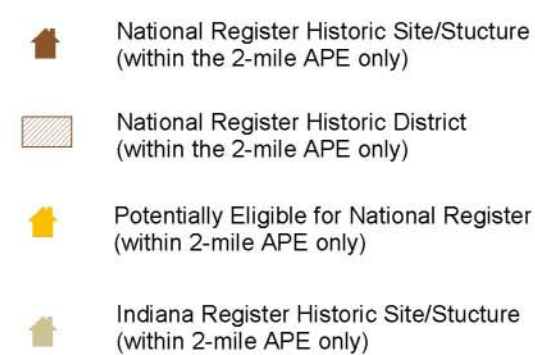 National Register Historic Site/Stucture
(within the 2-mile APE only)
National Register Historic District
(within the 2-mile APE only)
Potentially Eligible for National Register
(within 2-mile APE only)
Indiana Register Historic Site/Stucture
(within 2-mile APE only)